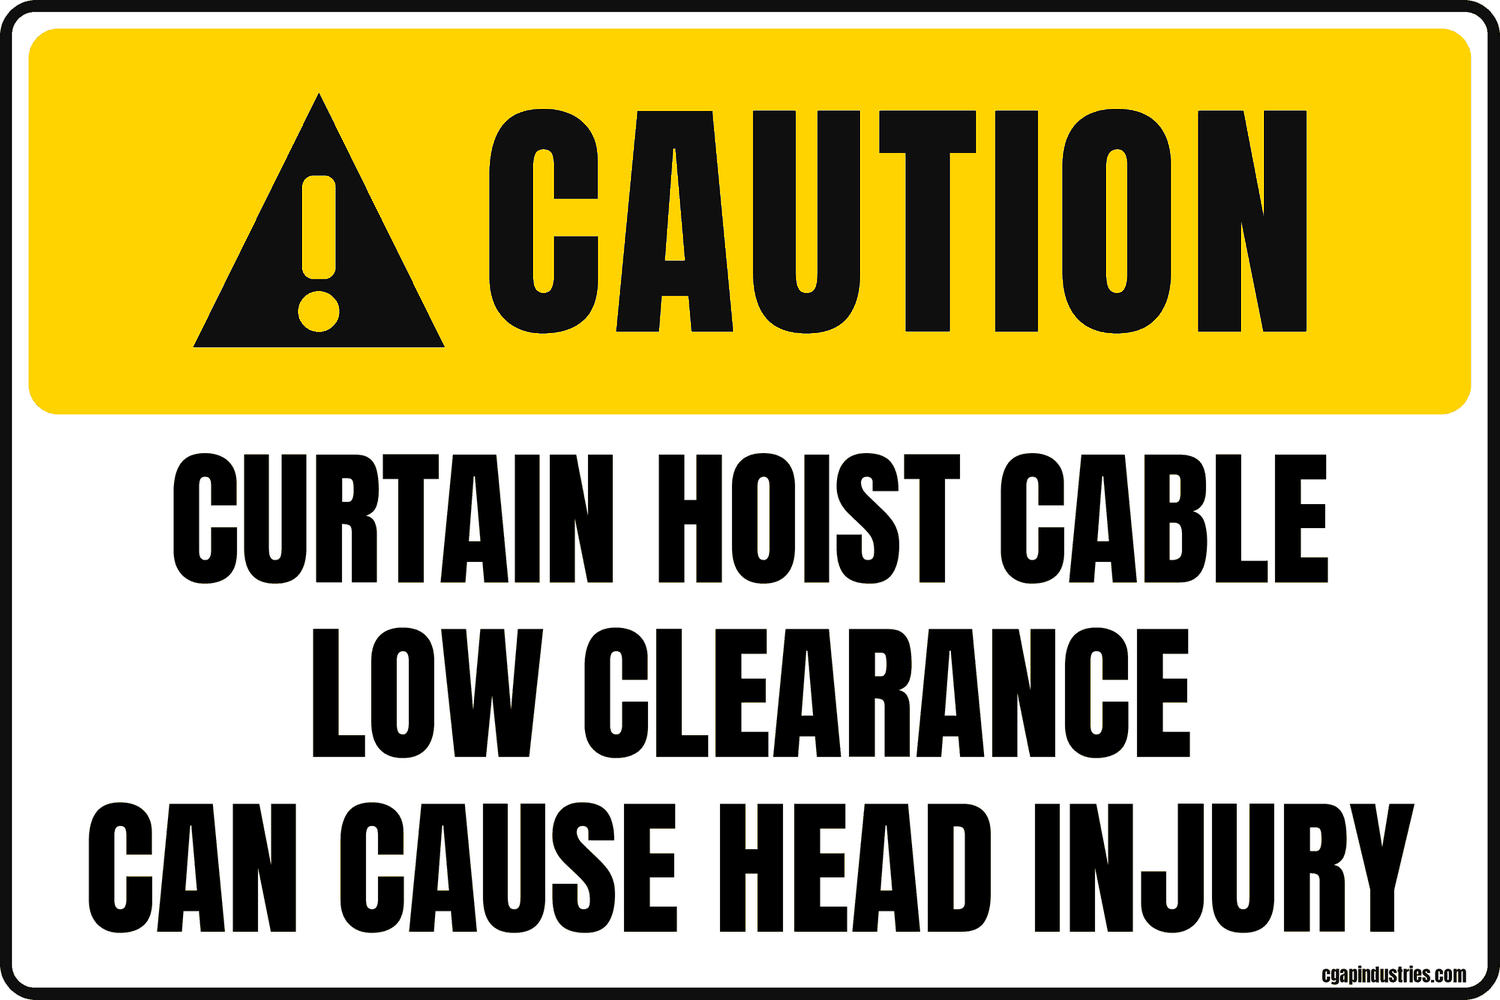 CAUTION
CURTAIN HOIST CABLE
LOW CLEARANCE
CAN CAUSE HEAD INJURY
cgapindustries.com